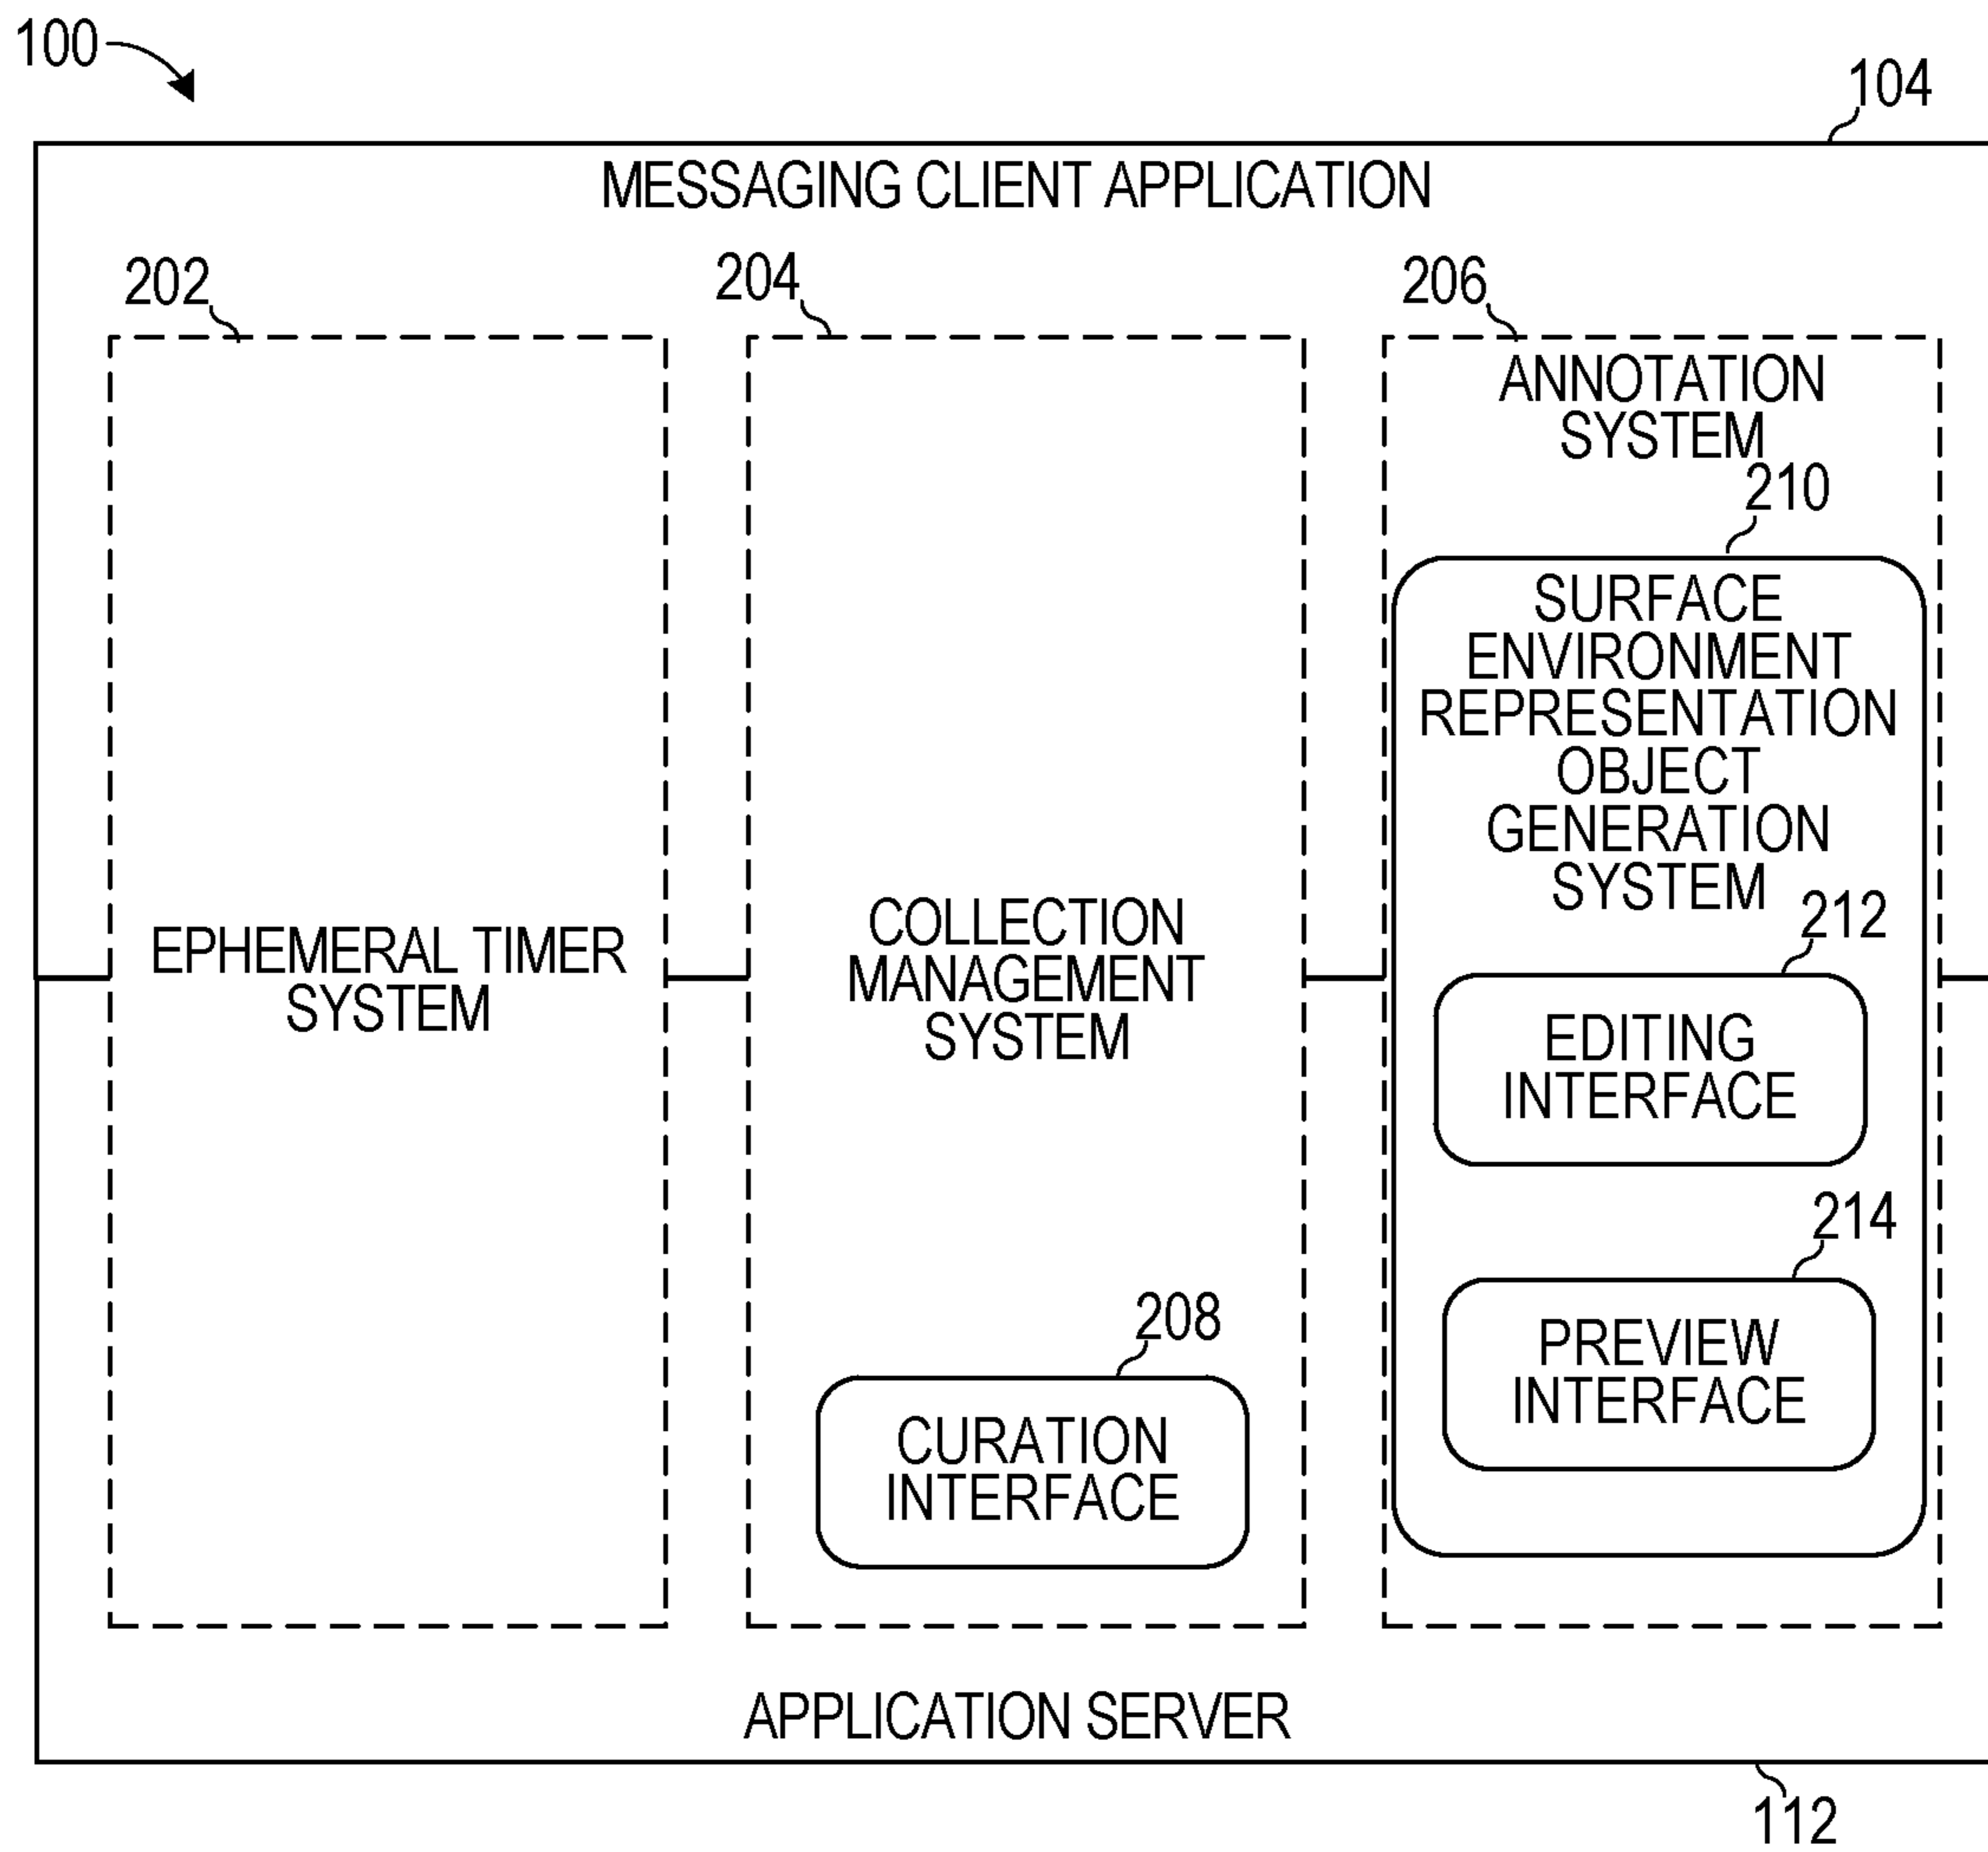 100
104
MESSAGING CLIENT APPLICATION
202
204
206
ANNOTATION
SYSTEM
210
SURFACE
ENVIRONMENT
REPRESENTATION
OBJECT
GENERATION
SYSTEM
EPHEMERAL TIMER
SYSTEM
COLLECTION
MANAGEMENT
SYSTEM
212
EDITING
INTERFACE
214
PREVIEW
INTERFACE
208
CURATION
INTERFACE
APPLICATION SERVER
112